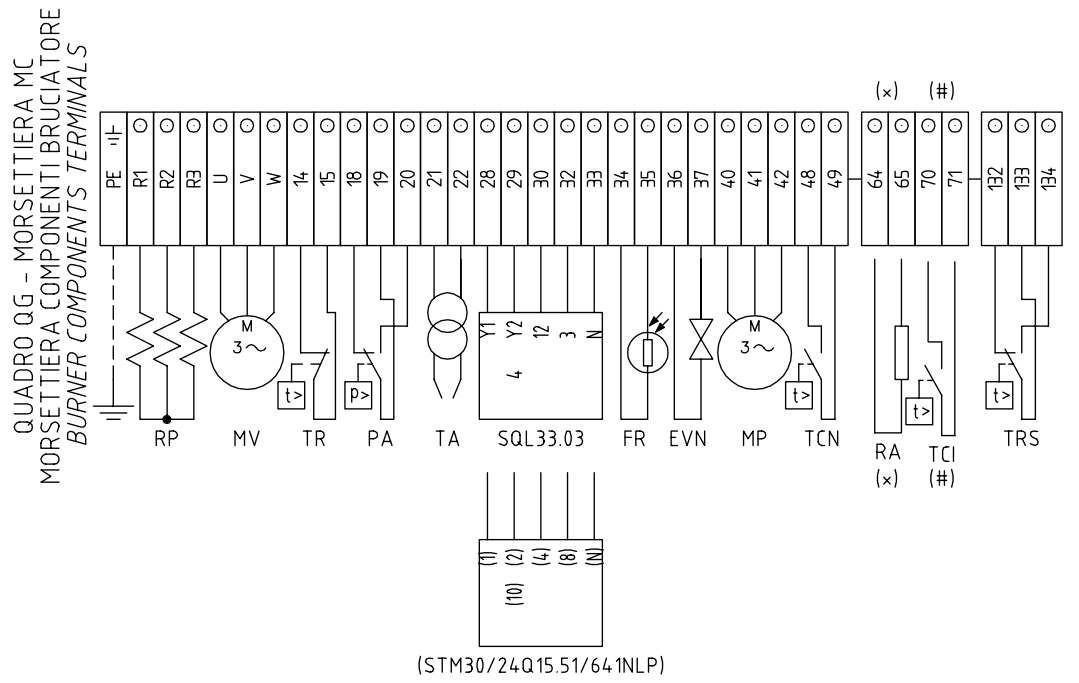 QUADRO QG - MORSETTIERA MC
MORSETTIERA COMPONENTI BRUCIATORE
BURNER COMPONENTS TERMINALS
(x) (#)
PE R1 R2 R3 U V W 14 15 18 19 20 21 22 28 29 30 32 33 34 35 36 37 40 41 42 48 49 64 65 70 71 132 133 134
M
3~
t>
p>
Y1 Y2 12 3 N
4
M
3~
t>
t>
t>
RP MV TR PA TA SQL33.03 FR EVN MP TCN RA TCI TRS
(x) (#)
(1) (2) (4) (8) (N)
(10)
(STM30/24Q15.51/641NLP)